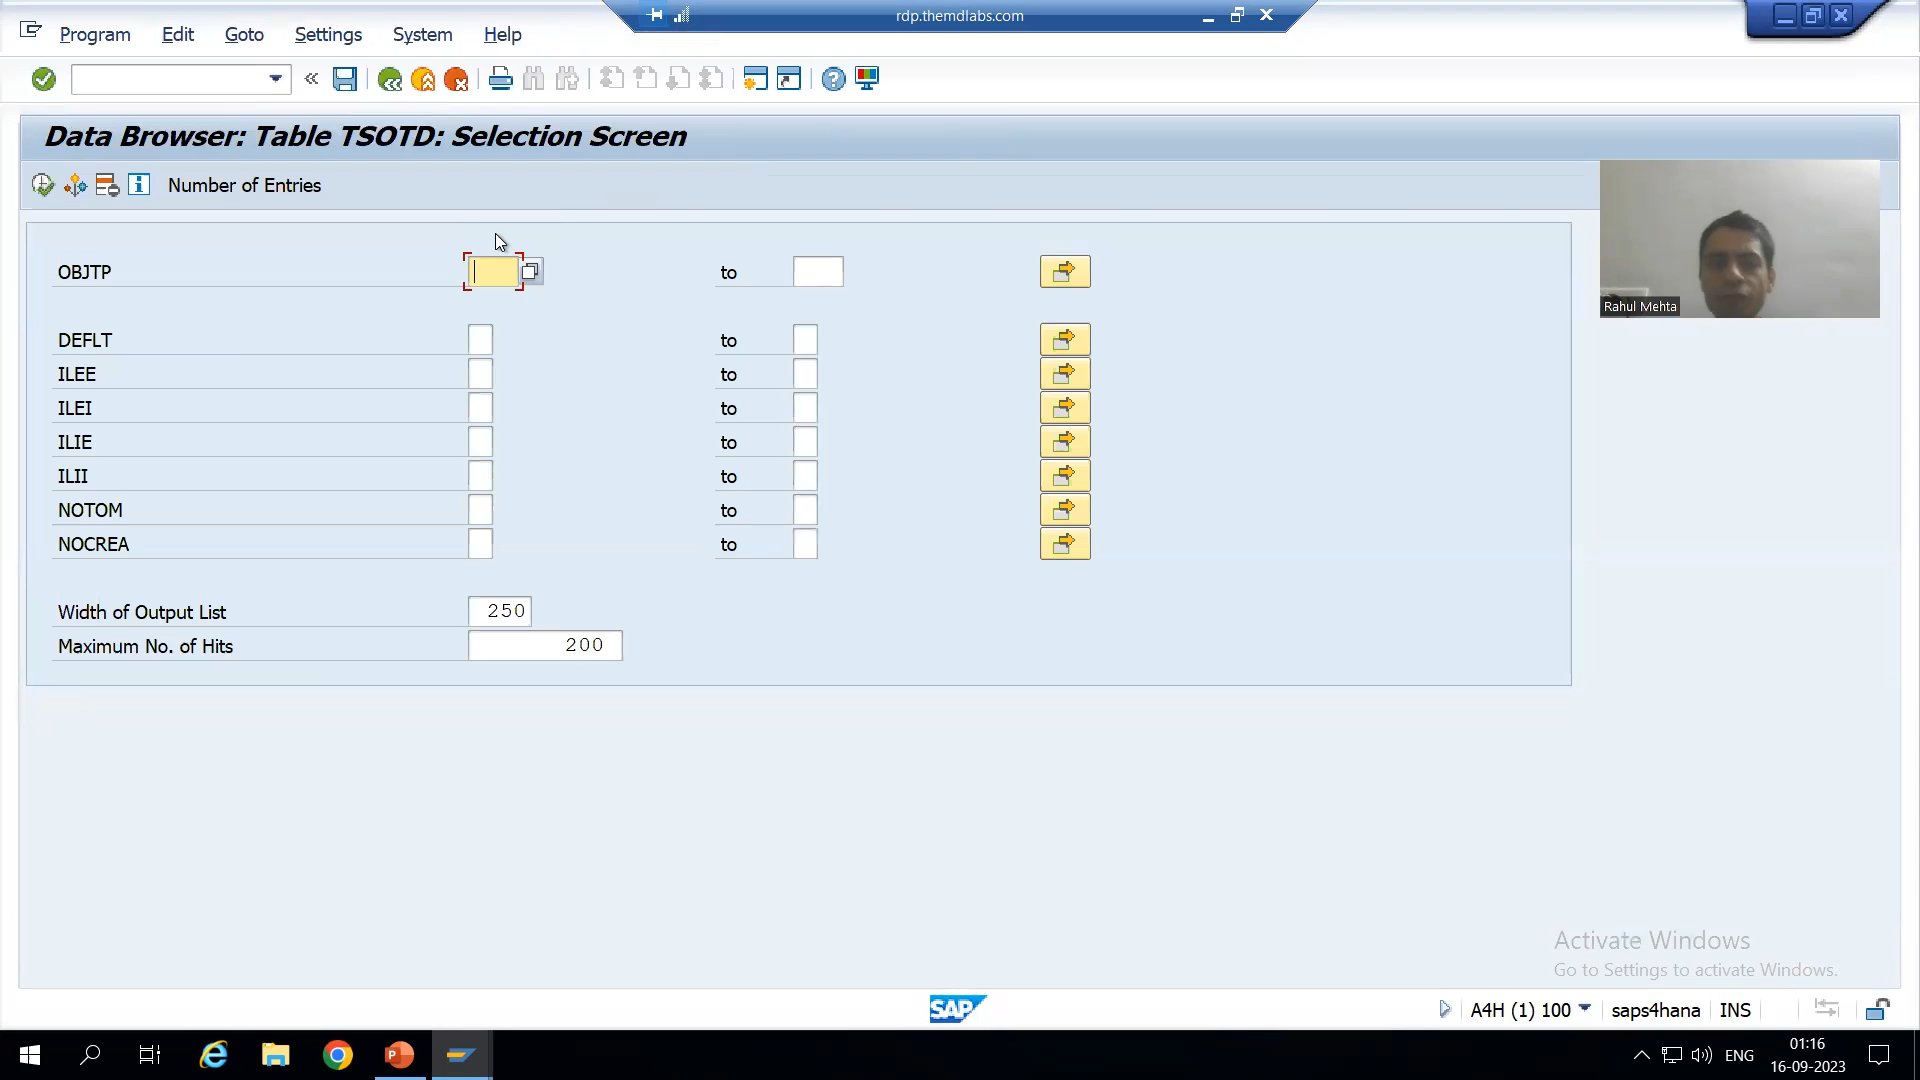 rdp.themdlabs.com
Program Edit Goto Settings System Help
Data Browser: Table TSOTD: Selection Screen
Number of Entries
OBJTP to
DEFLT to
ILEE to
ILEI to
ILIE to
ILII to
NOTOM to
NOCREA to
Width of Output List 250
Maximum No. of Hits 200
Rahul Mehta
Activate Windows
Go to Settings to activate Windows.
SAP
A4H (1) 100 saps4hana INS
ENG
01:16
16-09-2023